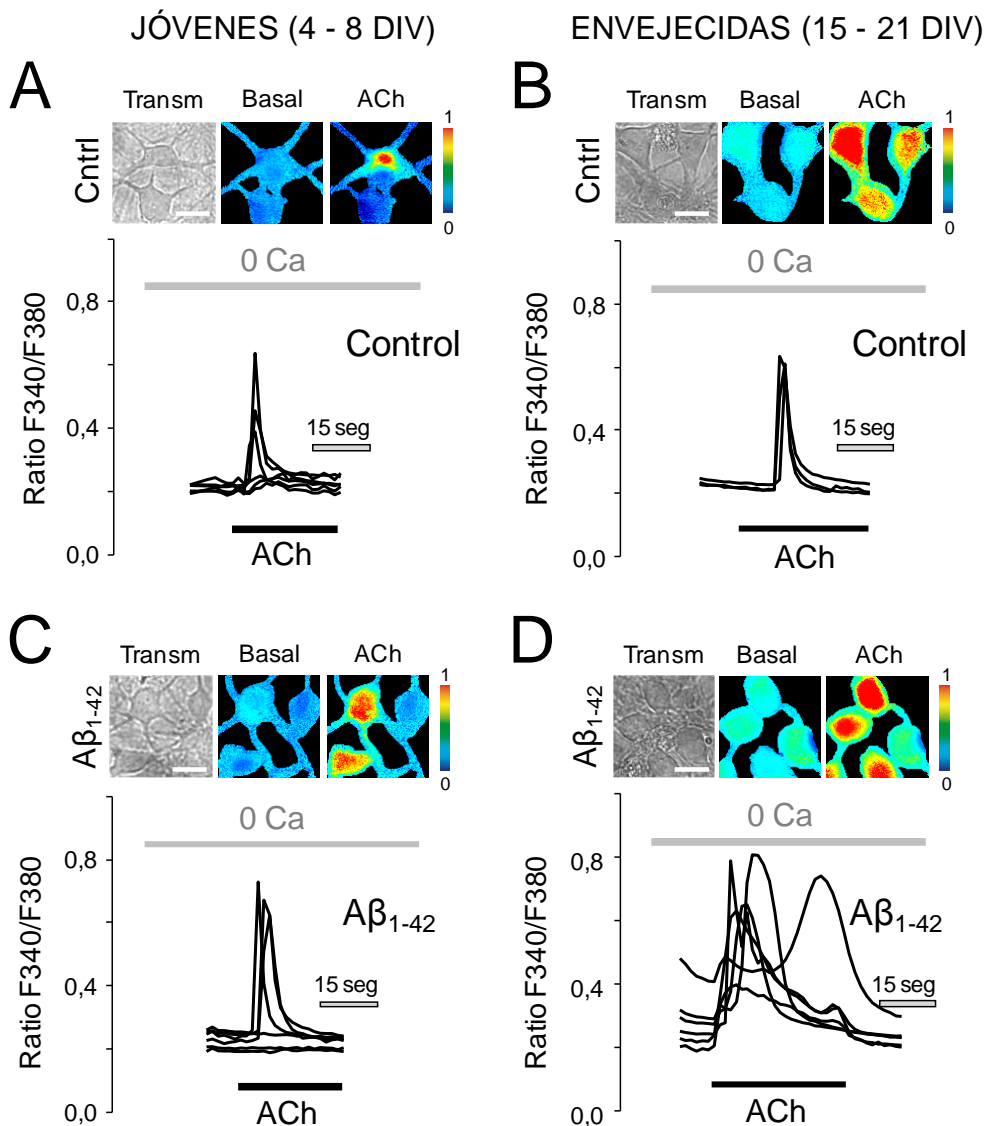 JÓVENES (4 - 8 DIV)
ENVEJECIDAS (15 - 21 DIV)
A
Transm Basal ACh
1
0
Cntrl
0 Ca
Control
15 seg
Ratio F340/F380
0,8
0,4
0,0
ACh
B
Transm Basal ACh
1
0
Cntrl
0 Ca
Control
15 seg
Ratio F340/F380
0,8
0,4
0,0
ACh
C
Transm Basal ACh
1
0
Aβ1-42
0 Ca
Aβ1-42
15 seg
Ratio F340/F380
0,8
0,4
0,0
ACh
D
Transm Basal ACh
1
0
Aβ1-42
0 Ca
Aβ1-42
15 seg
Ratio F340/F380
0,8
0,4
0,0
ACh